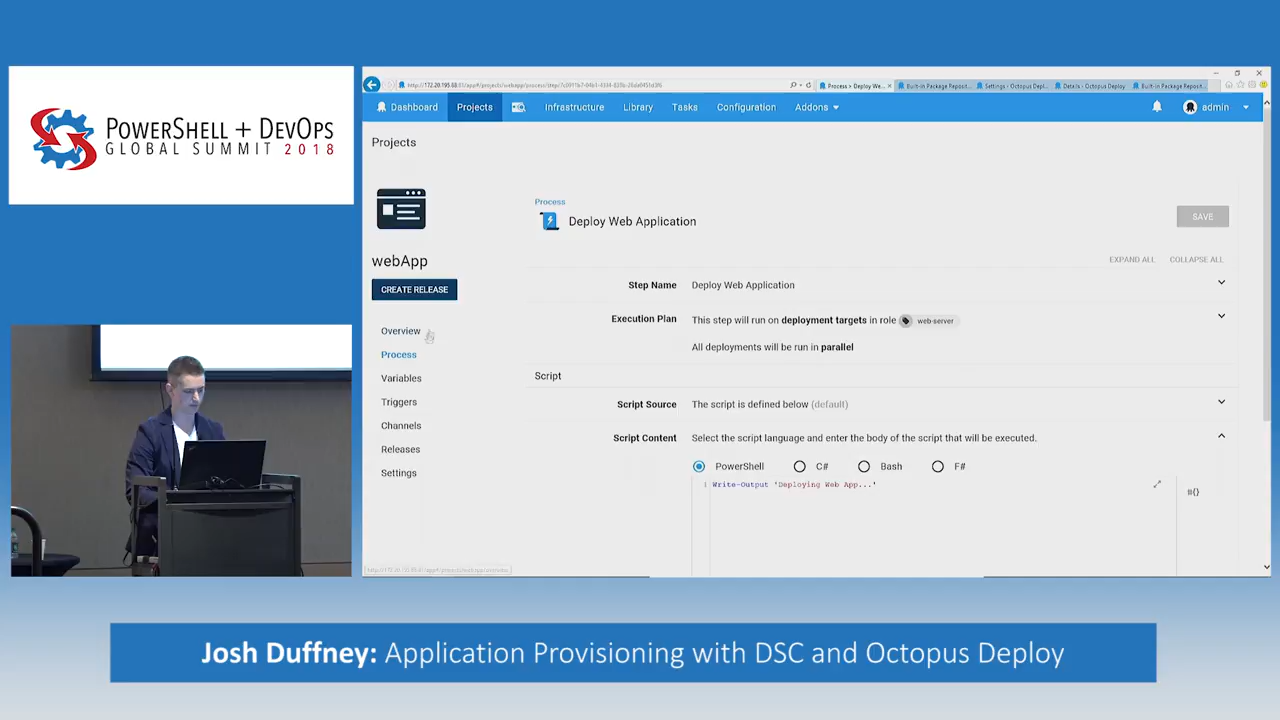 POWERSHELL + DEVOPS
GLOBAL SUMMIT 2018
Dashboard Projects Infrastructure Library Tasks Configuration Addons admin
Projects
Process
Deploy Web Application
SAVE
EXPAND ALL COLLAPSE ALL
webApp
CREATE RELEASE
Overview
Process
Variables
Triggers
Channels
Releases
Settings
Step Name Deploy Web Application
Execution Plan This step will run on deployment targets in role web-server
All deployments will be run in parallel
Script
Script Source The script is defined below (default)
Script Content Select the script language and enter the body of the script that will be executed.
PowerShell C# Bash F#
1 Write-Output 'Deploying Web App...'
#{}
Josh Duffney: Application Provisioning with DSC and Octopus Deploy